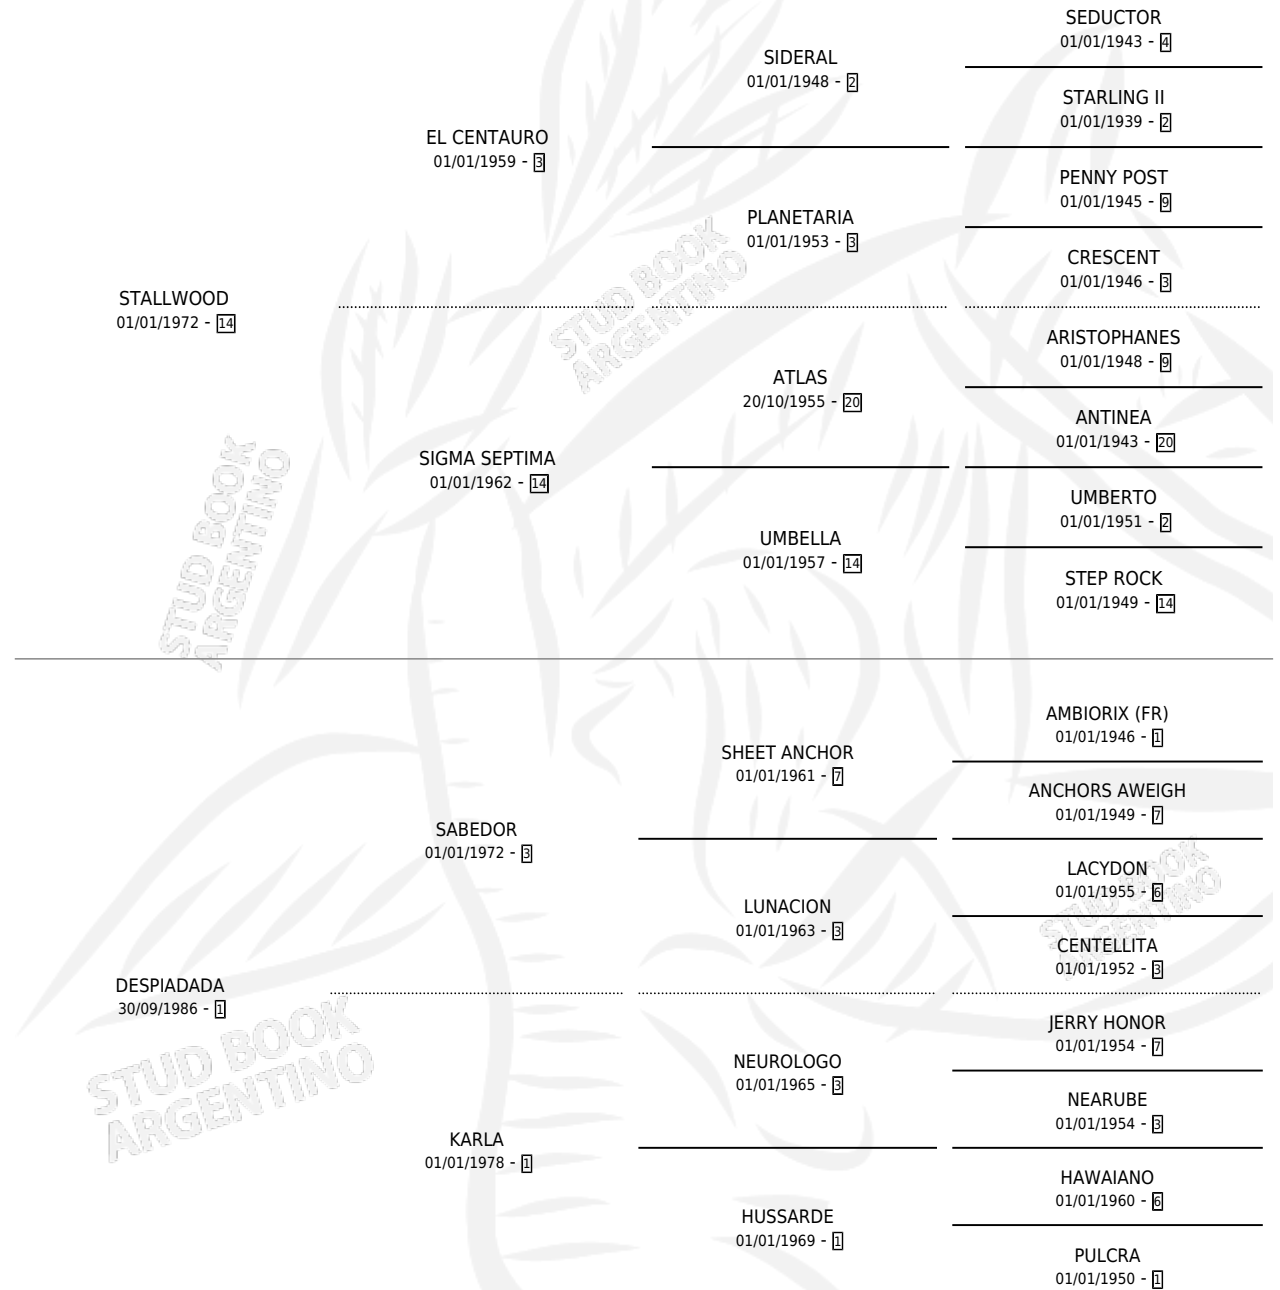 SEDUCTOR
01/01/1943 - 4
SIDERAL
01/01/1948 - 2
STARLING II
01/01/1939 - 2
EL CENTAURO
01/01/1959 - 3
PENNY POST
01/01/1945 - 9
PLANETARIA
01/01/1953 - 3
CRESCENT
01/01/1946 - 3
STALLWOOD
01/01/1972 - 14
ARISTOPHANES
01/01/1948 - 9
ATLAS
20/10/1955 - 20
ANTINEA
01/01/1943 - 20
SIGMA SEPTIMA
01/01/1962 - 14
UMBERTO
01/01/1951 - 2
UMBELLA
01/01/1957 - 14
STEP ROCK
01/01/1949 - 14
AMBIORIX (FR)
01/01/1946 - 1
SHEET ANCHOR
01/01/1961 - 7
ANCHORS AWEIGH
01/01/1949 - 7
SABEDOR
01/01/1972 - 3
LACYDON
01/01/1955 - 6
LUNACION
01/01/1963 - 3
CENTELLITA
01/01/1952 - 3
DESPIADADA
30/09/1986 - 1
JERRY HONOR
01/01/1954 - 7
NEUROLOGO
01/01/1965 - 3
NEARUBE
01/01/1954 - 3
KARLA
01/01/1978 - 1
HAWAIANO
01/01/1960 - 6
HUSSARDE
01/01/1969 - 1
PULCRA
01/01/1950 - 1
STUD BOOK
ARGENTINO
STUD BOOK
ARGENTINO
STUD BOOK
ARGENTINO
STUD BOOK
ARGENTINO